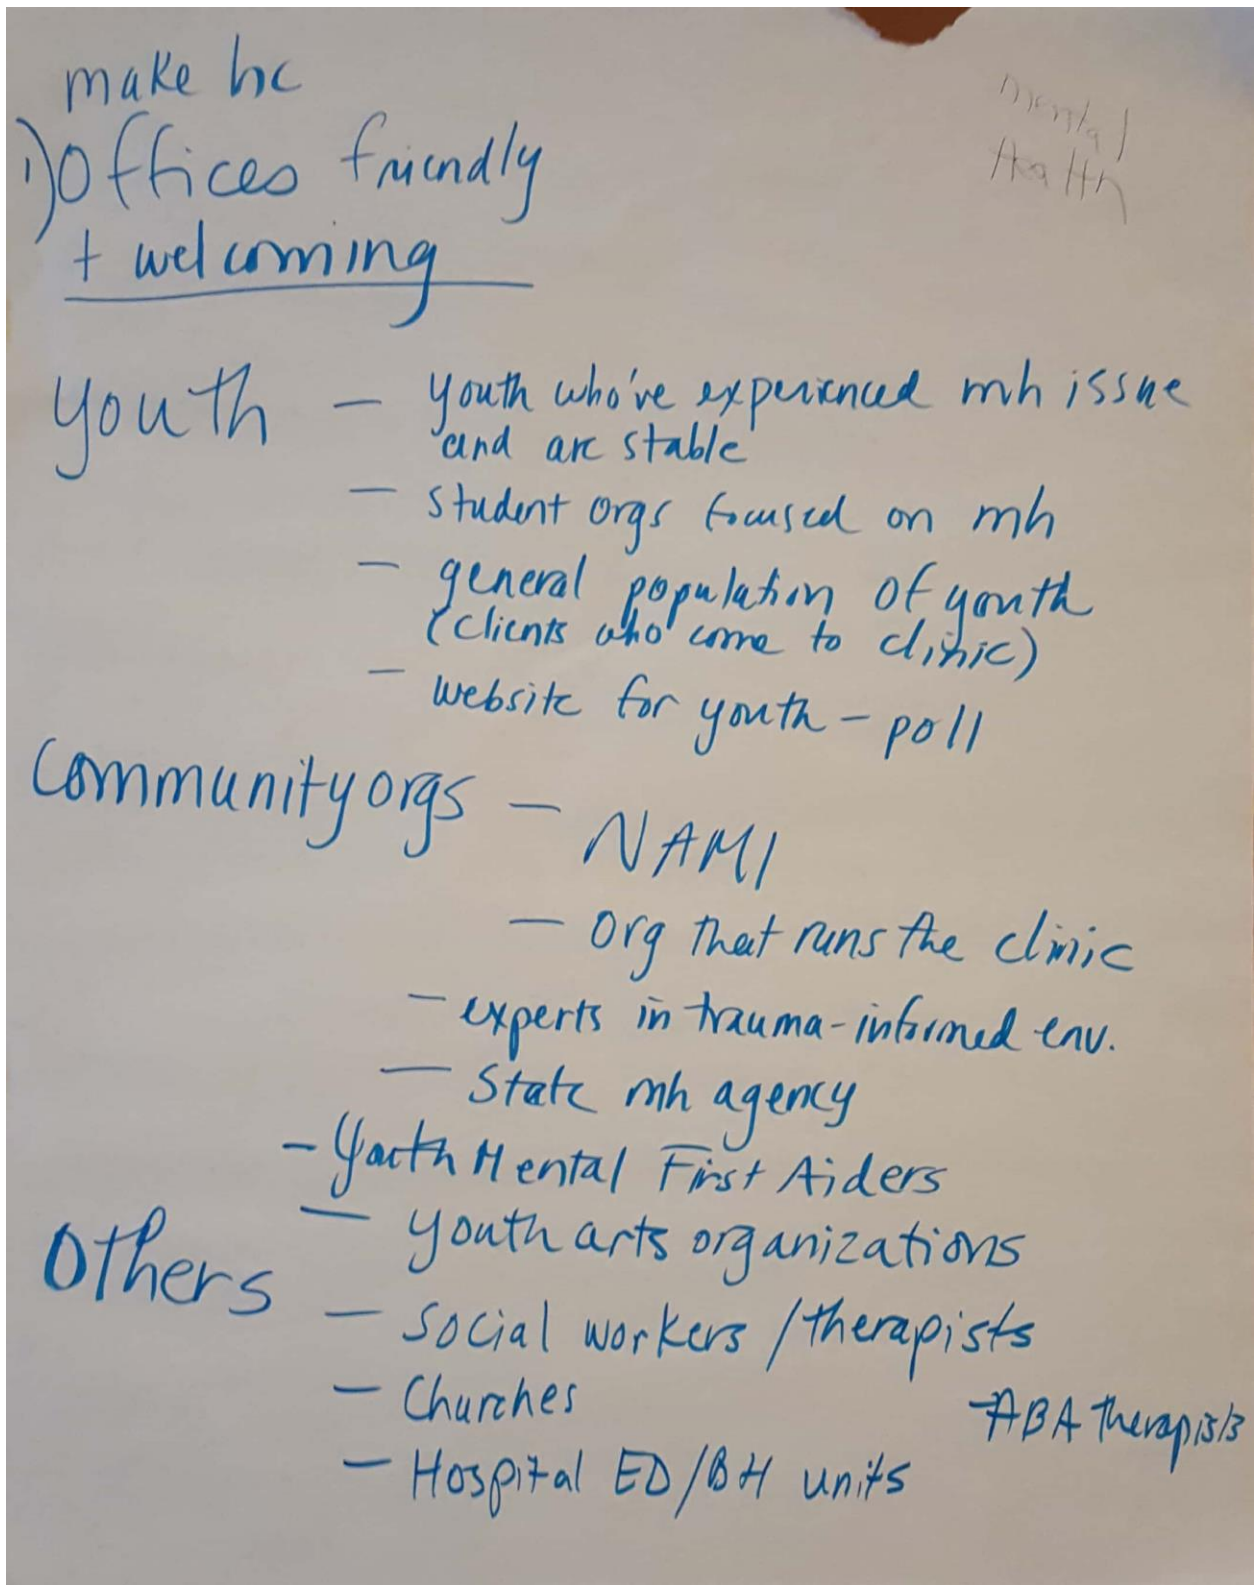 make hc
mental
Health
1) Offices friendly
+ welcoming
youth - youth who've experienced mh issue
and are stable
- student orgs focused on mh
- general population of youth
(clients who come to clinic)
- website for youth - poll
Community orgs - NAMI
- org that runs the clinic
- experts in trauma-informed env.
- State mh agency
- Youth Mental First Aiders
- youth arts organizations
Others
- Social workers / therapists
- Churches
- ABA therapists
- Hospital ED/BH units